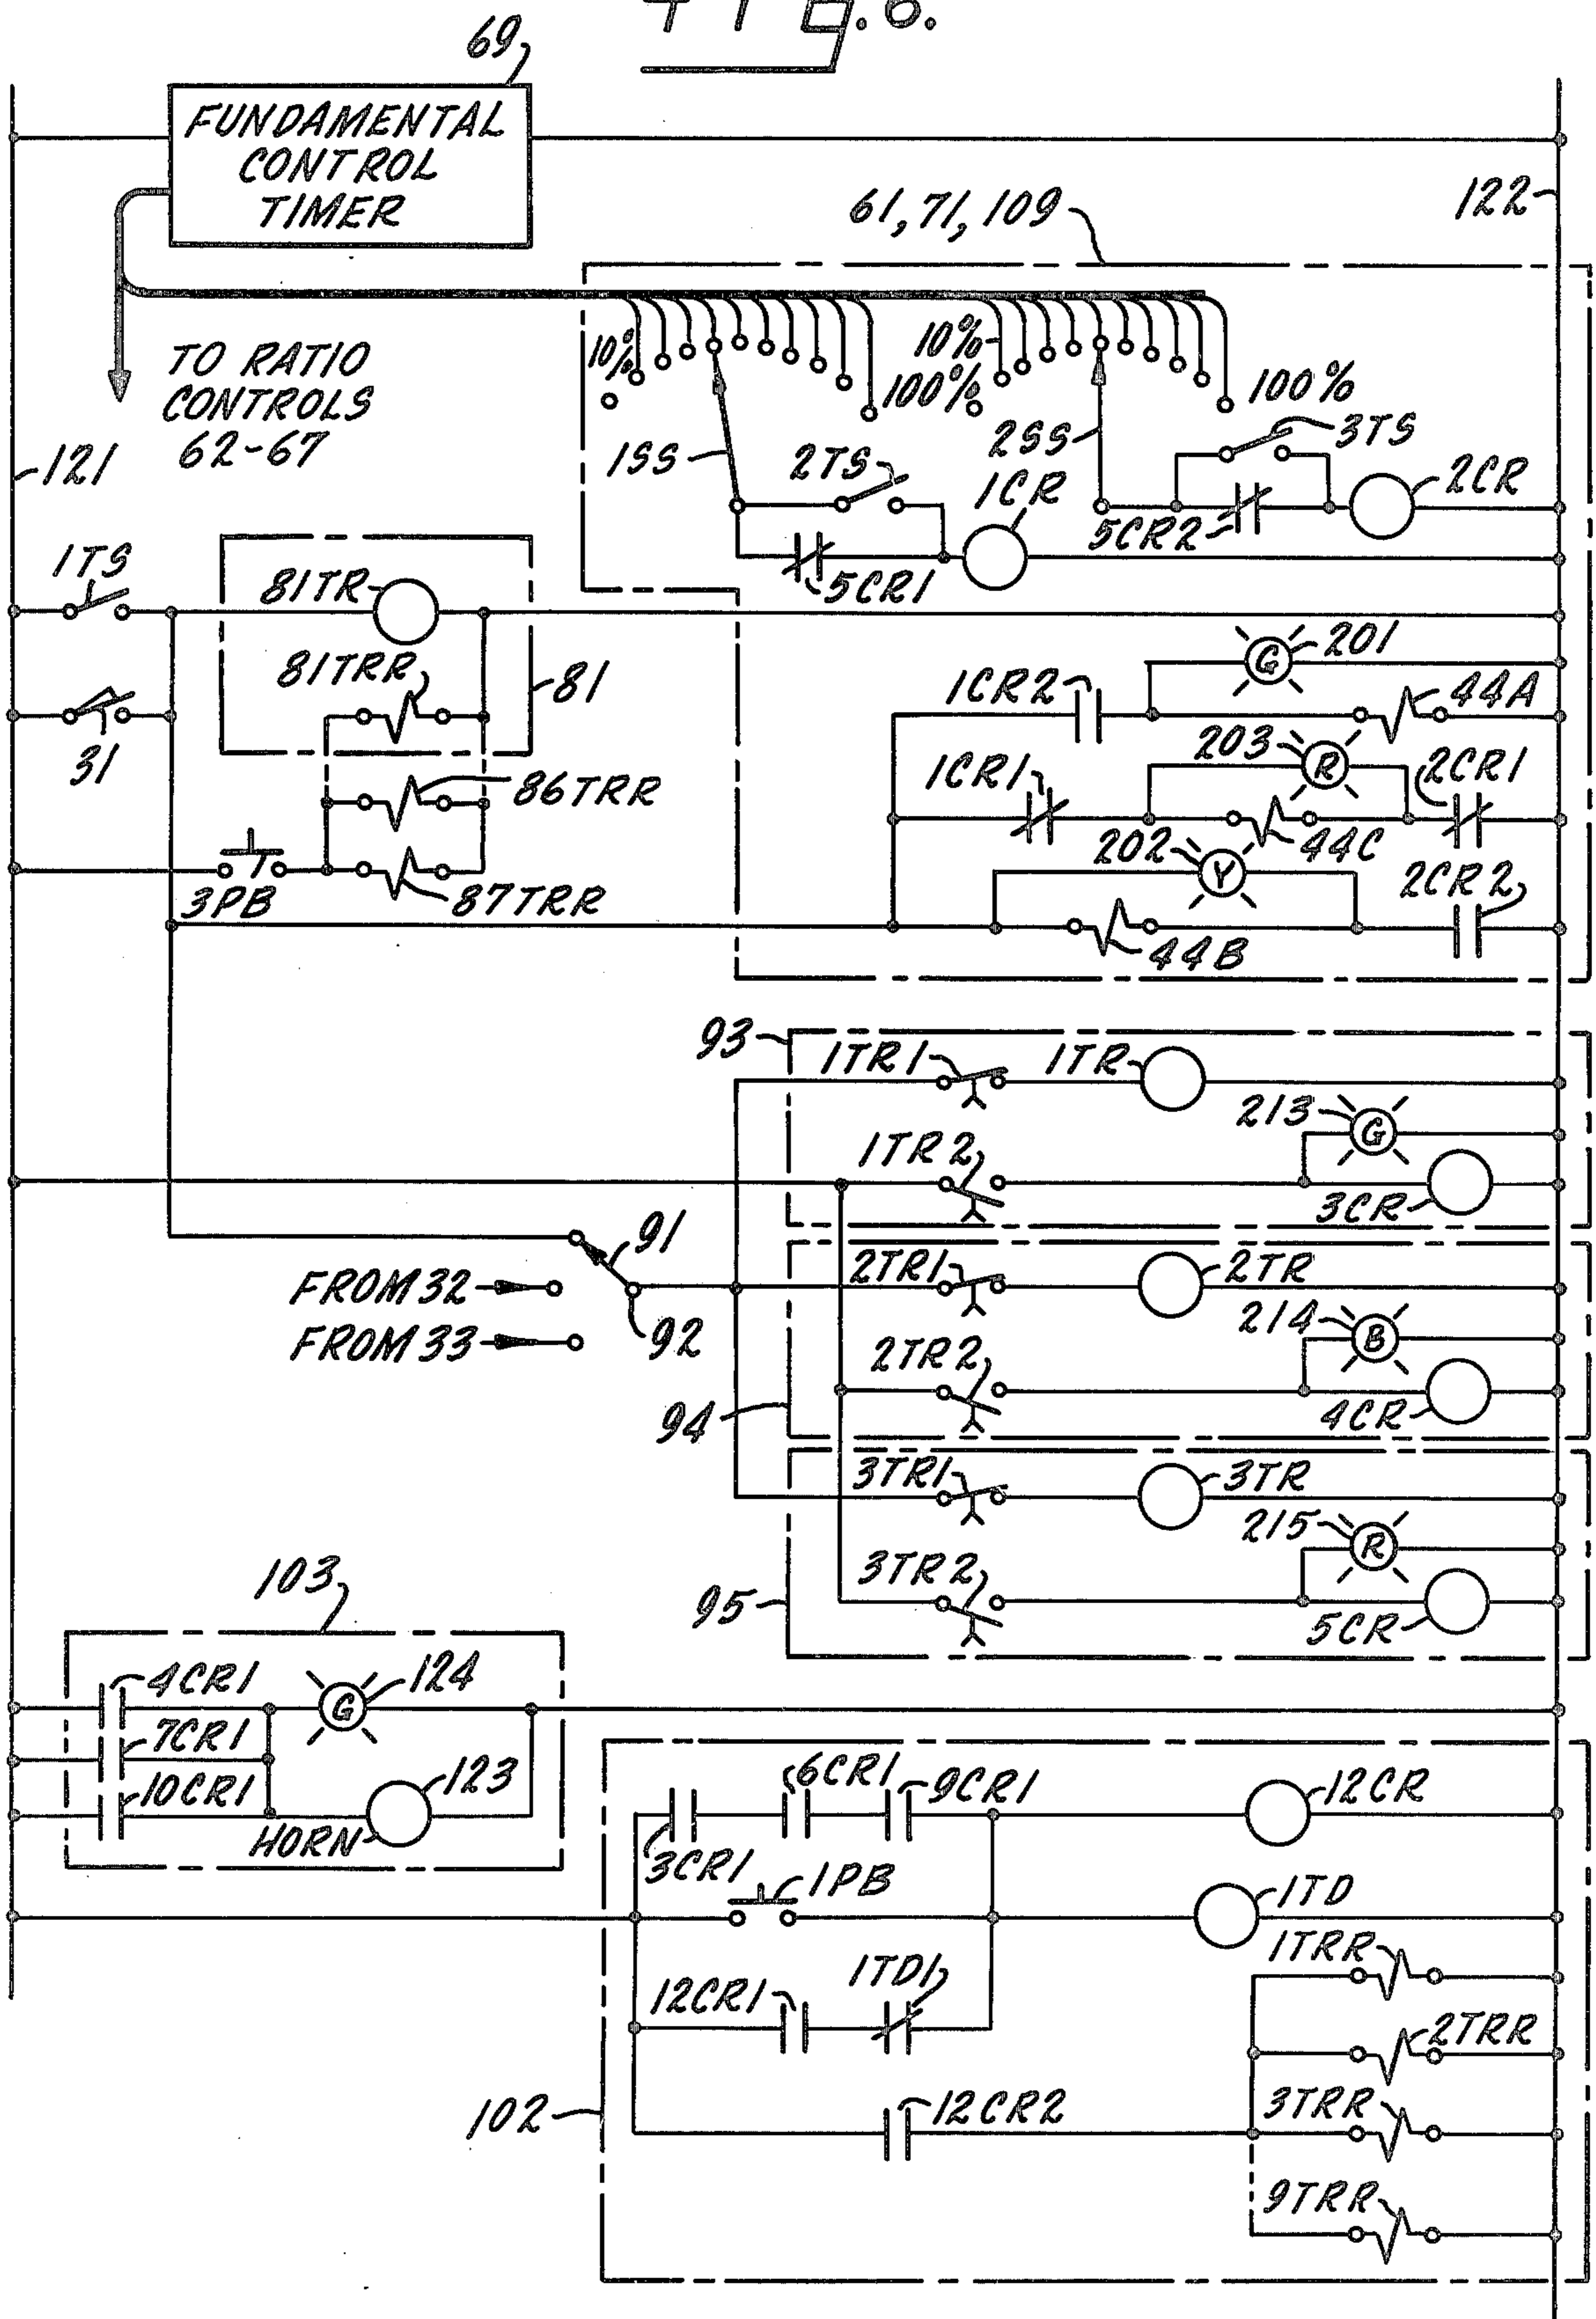 Fig. 6.
69
FUNDAMENTAL
CONTROL
TIMER
122
61, 71, 109
TO RATIO
CONTROLS
62-67
10%
100%
10%
100%
121
1SS
2TS
1CR
2SS
3TS
2CR
5CR2
5CR1
1TS
81TR
81TRR
81
31
86TRR
3PB
87TRR
1CR2
G
201
44A
203
R
1CR1
2CR1
44C
202
Y
2CR2
44B
93
1TR1
1TR
213
G
1TR2
3CR
91
FROM 32
92
FROM 33
2TR1
2TR
214
B
2TR2
4CR
94
3TR1
3TR
215
R
3TR2
5CR
95
103
4CR1
G
124
7CR1
10CR1
123
HORN
6CR1
9CR1
12CR
3CR1
1PB
1TD
1TRR
12CR1
1TD1
2TRR
102
12CR2
3TRR
9TRR